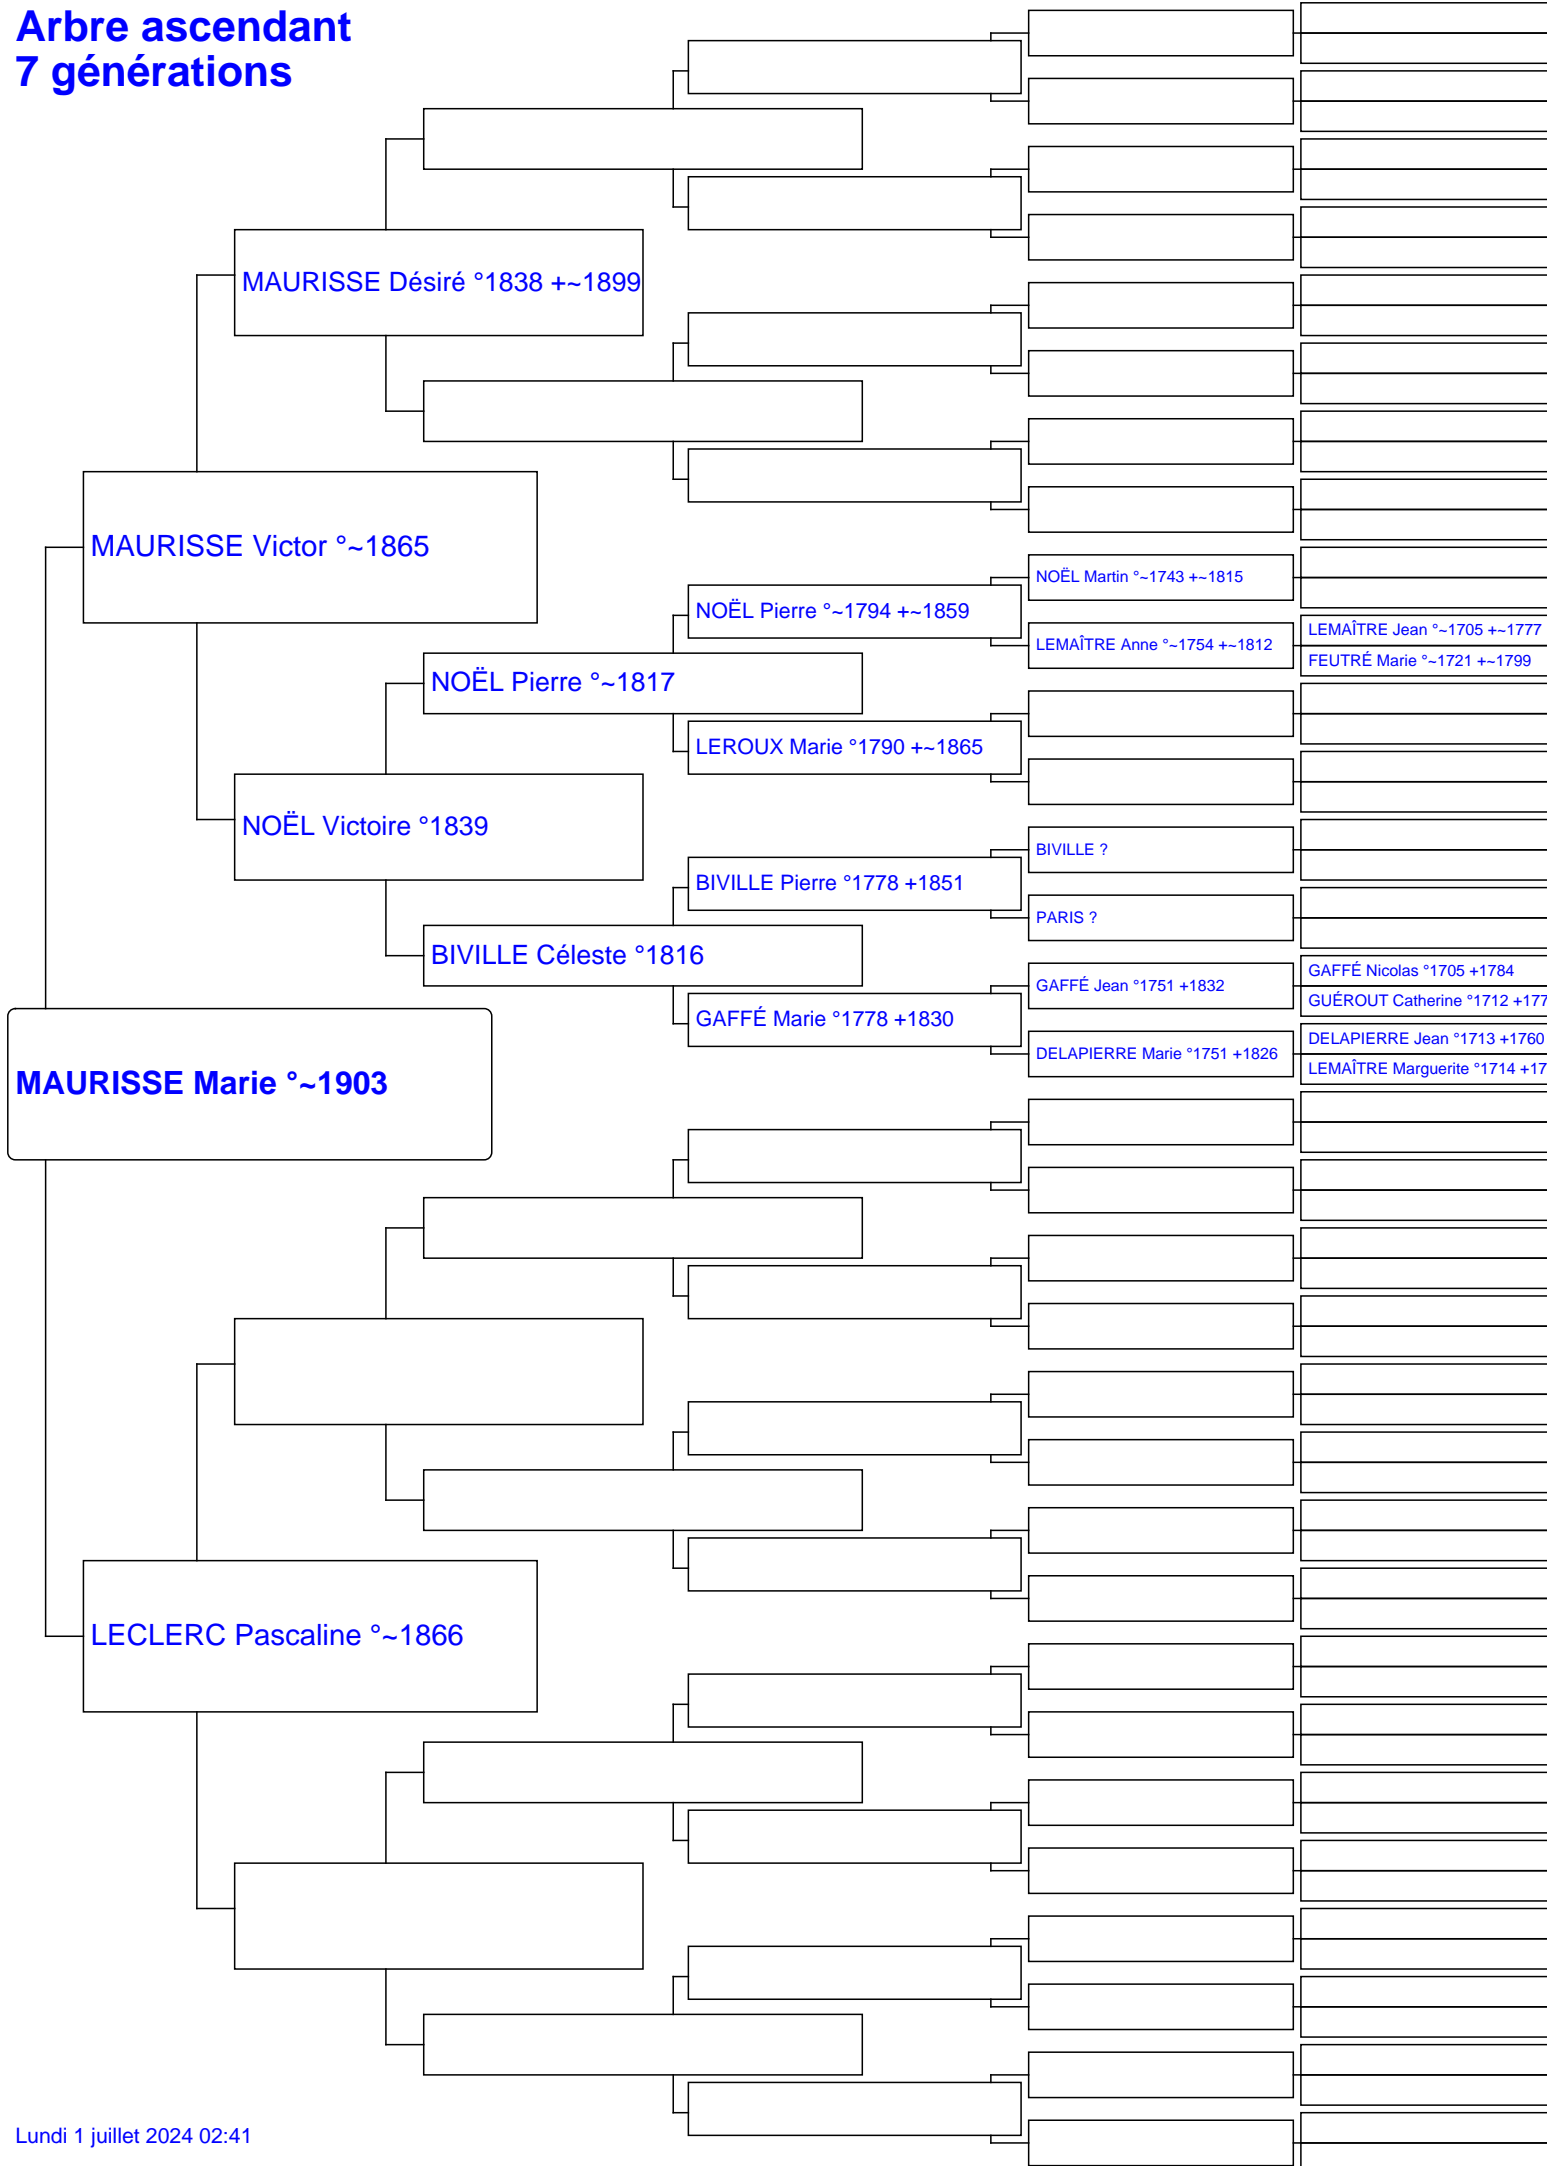 Arbre ascendant
7 générations
MAURISSE Désiré °1838 +~1899
MAURISSE Victor °~1865
NOËL Martin °~1743 +~1815
NOËL Pierre °~1794 +~1859
LEMAÎTRE Jean °~1705 +~1777
LEMAÎTRE Anne °~1754 +~1812
FEUTRÉ Marie °~1721 +~1799
NOËL Pierre °~1817
LEROUX Marie °1790 +~1865
NOËL Victoire °1839
BIVILLE ?
BIVILLE Pierre °1778 +1851
PARIS ?
BIVILLE Céleste °1816
GAFFÉ Nicolas °1705 +1784
GAFFÉ Jean °1751 +1832
GUÉROUT Catherine °1712 +177
GAFFÉ Marie °1778 +1830
DELAPIERRE Jean °1713 +1760
DELAPIERRE Marie °1751 +1826
LEMAÎTRE Marguerite °1714 +17
MAURISSE Marie °~1903
LECLERC Pascaline °~1866
Lundi 1 juillet 2024 02:41